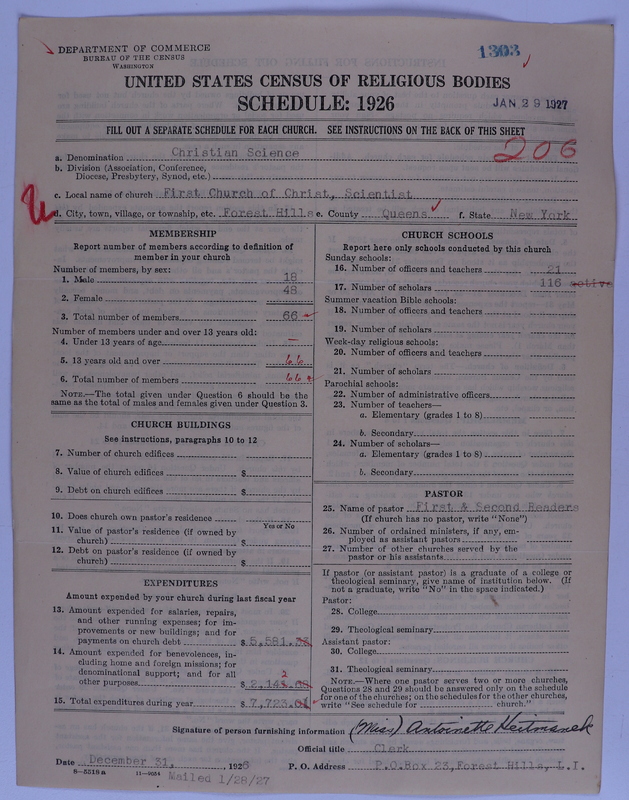 DEPARTMENT OF COMMERCE
BUREAU OF THE CENSUS
WASHINGTON
1303
UNITED STATES CENSUS OF RELIGIOUS BODIES
SCHEDULE: 1926
JAN 29 1927
FILL OUT A SEPARATE SCHEDULE FOR EACH CHURCH. SEE INSTRUCTIONS ON THE BACK OF THIS SHEET
206
a. Denomination Christian Science
b. Division (Association, Conference,
Diocese, Presbytery, Synod, etc.)
c. Local name of church First Church of Christ, Scientist
d. City, town, village, or township, etc. Forest Hills e. County Queens f. State New York
MEMBERSHIP
Report number of members according to definition of
member in your church
Number of members, by sex:
1. Male 18
2. Female 48
3. Total number of members 66
Number of members under and over 13 years old:
4. Under 13 years of age —
5. 13 years old and over 66
6. Total number of members 66
NOTE.—The total given under Question 6 should be
same as the total of males and females given under Question 3.
CHURCH BUILDINGS
See instructions, paragraphs 10 to 12
7. Number of church edifices
8. Value of church edifices $
9. Debt on church edifices $
10. Does church own pastor's residence
Yes or No
11. Value of pastor's residence (if owned by
church) $
12. Debt on pastor's residence (if owned by
church) $
EXPENDITURES
Amount expended by your church during last fiscal year
13. Amount expended for salaries, repairs,
and other running expenses; for im-
provements or new buildings; and for
payments on church debt $ 5,581.
14. Amount expended for benevolences, in-
cluding home and foreign missions; for
denominational support; and for all
other purposes $
15. Total expenditures during year $ 7,723.
CHURCH SCHOOLS
Report here only schools conducted by this church
Sunday schools:
16. Number of officers and teachers 21
17. Number of scholars 116 active
Summer vacation Bible schools:
18. Number of officers and teachers
19. Number of scholars
Week-day religious schools:
20. Number of officers and teachers
21. Number of scholars
Parochial schools:
22. Number of administrative officers
23. Number of teachers—
a. Elementary (grades 1 to 8)
b. Secondary
24. Number of scholars—
a. Elementary (grades 1 to 8)
b. Secondary
PASTOR
25. Name of pastor First & Second Readers
(If church has no pastor, write "None")
26. Number of ordained ministers, if any, em-
ployed as assistant pastors
27. Number of other churches served by the
pastor or his assistants
If pastor (or assistant pastor) is a graduate of a college or
theological seminary, give name of institution below. (If
not a graduate, write "No" in the space indicated.)
Pastor:
28. College
29. Theological seminary
Assistant pastor:
30. College
31. Theological seminary
NOTE.—Where one pastor serves two or more churches,
Questions 28 and 29 should be answered only on the schedule
for one of the churches; on the schedules for the other churches,
write "See schedule for church."
Signature of person furnishing information (Miss) Antoinette Heitmanek
Official title Clerk
Date December 31, 1926 P. O. Address P.O.Box 23, Forest Hills, L.I.
8—5518a 11—9054
Mailed 1/28/27